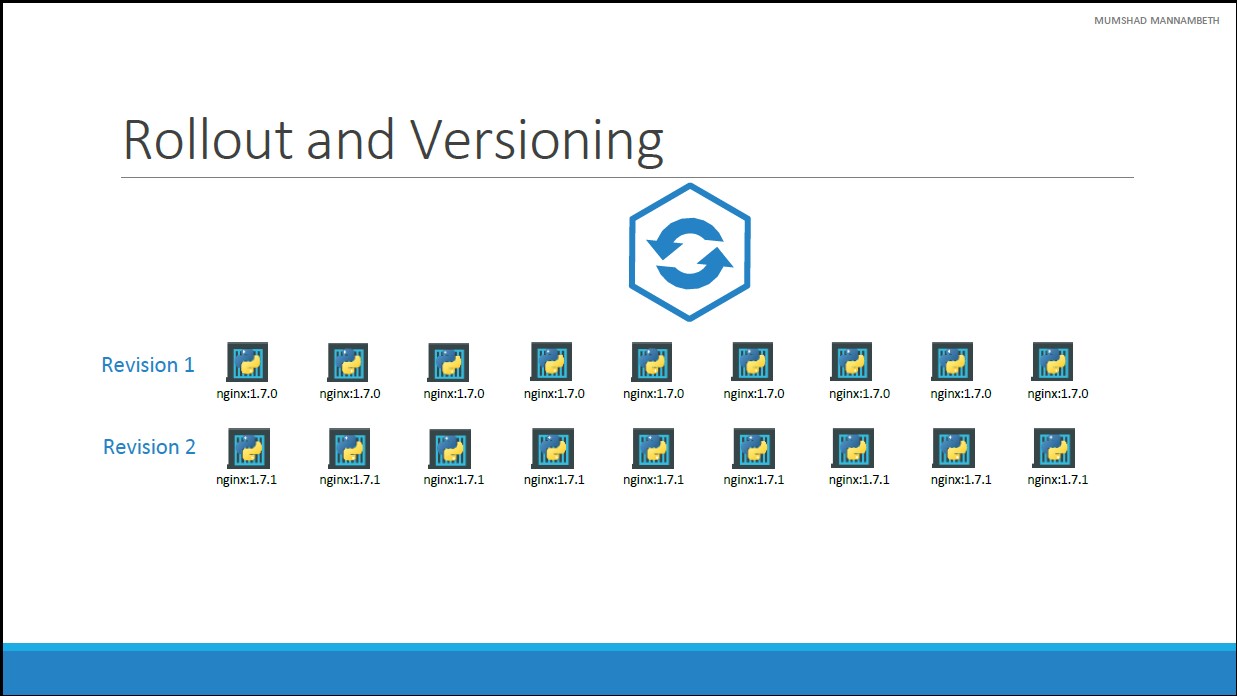 MUMSHAD MANNAMBETH
Rollout and Versioning
Revision 1
nginx:1.7.0 nginx:1.7.0 nginx:1.7.0 nginx:1.7.0 nginx:1.7.0 nginx:1.7.0 nginx:1.7.0 nginx:1.7.0 nginx:1.7.0
Revision 2
nginx:1.7.1 nginx:1.7.1 nginx:1.7.1 nginx:1.7.1 nginx:1.7.1 nginx:1.7.1 nginx:1.7.1 nginx:1.7.1 nginx:1.7.1